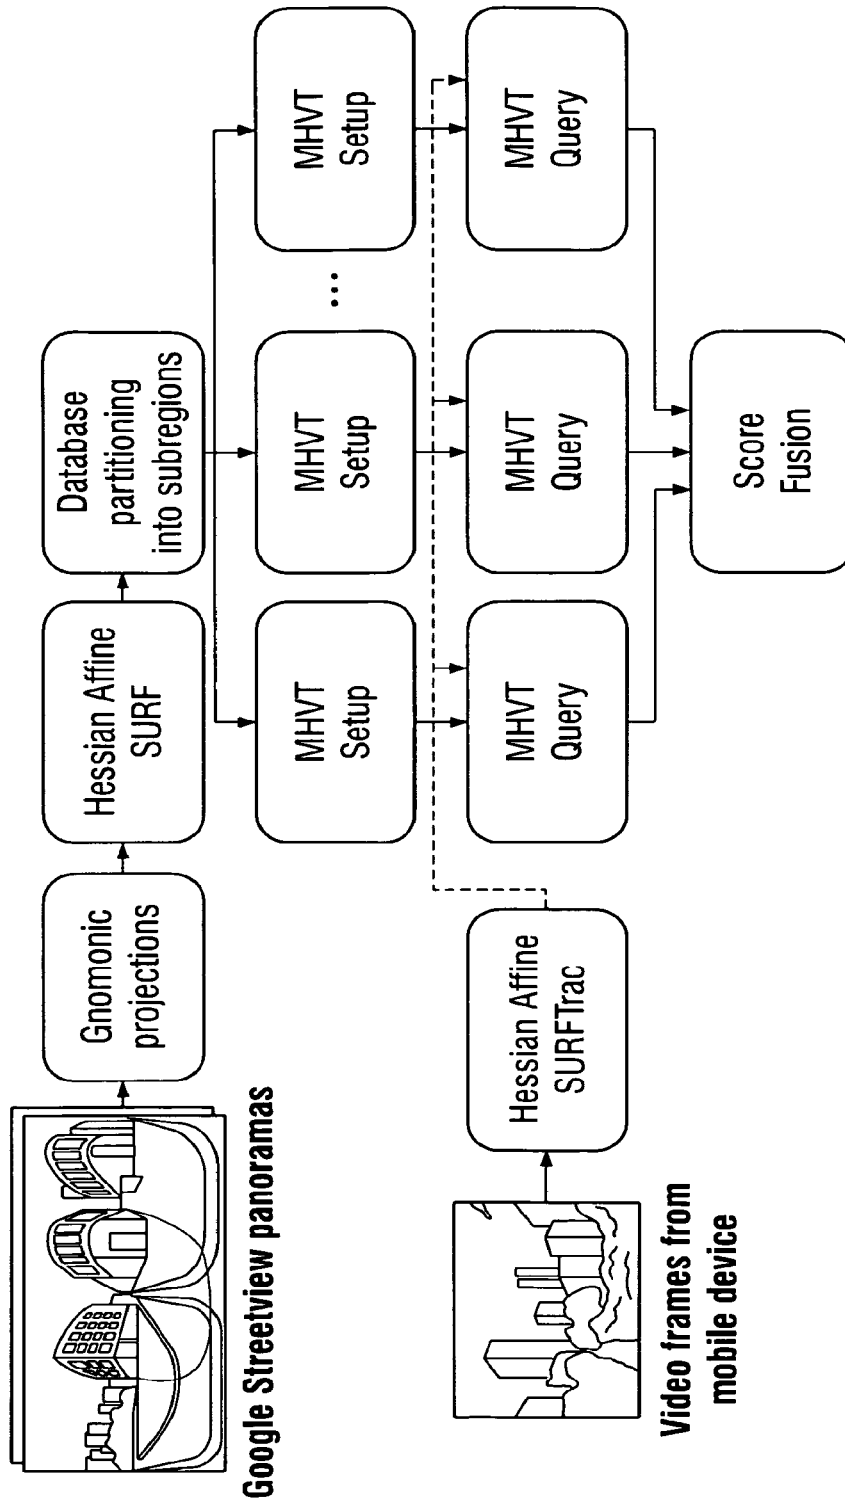 Google Streetview panoramas
Gnomonic
projections
Hessian Affine
SURF
Database
partitioning
into subregions
MHVT
Setup
MHVT
Setup
...
MHVT
Setup
Video frames from
mobile device
Hessian Affine
SURFTrac
MHVT
Query
MHVT
Query
MHVT
Query
Score
Fusion